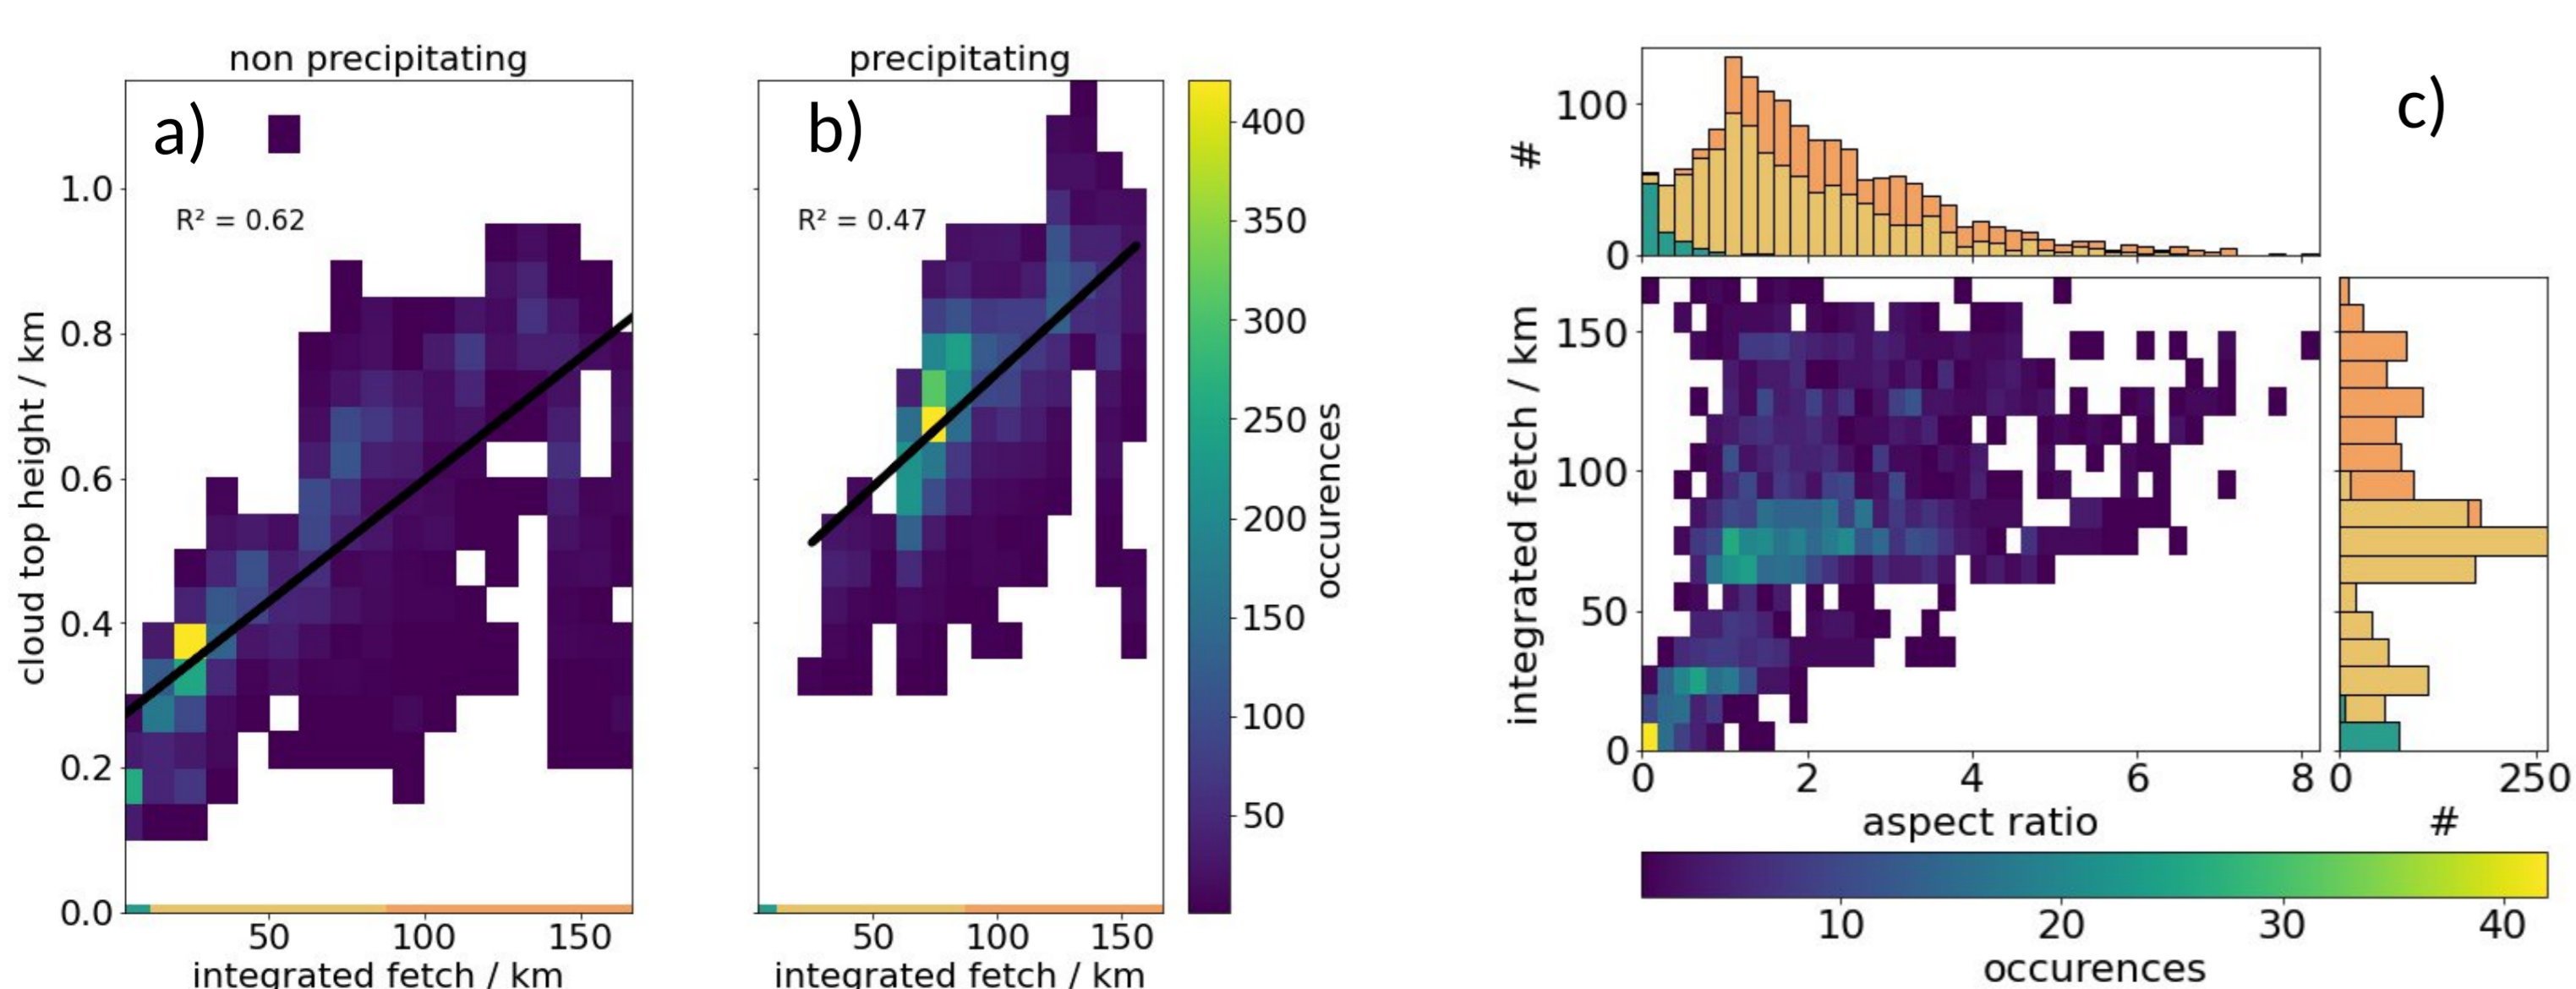 non precipitating
a)
R² = 0.62
cloud top height / km
1.0
0.8
0.6
0.4
0.2
0.0
50 100 150
integrated fetch / km
precipitating
b)
R² = 0.47
50 100 150
integrated fetch / km
400
350
300
250
200
150
100
50
occurences
c)
#
100
0
integrated fetch / km
150
100
50
0
0 2 4 6 8
aspect ratio
0 250
#
10 20 30 40
occurences